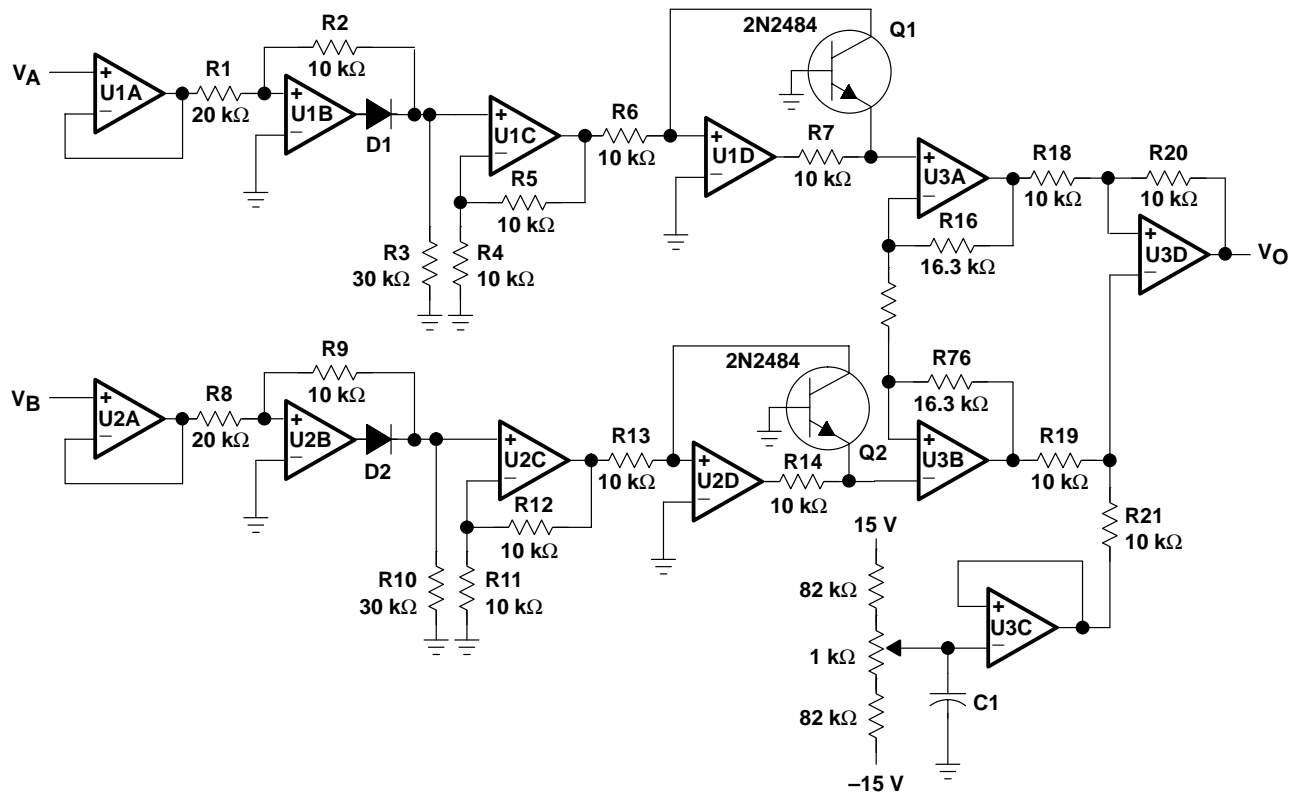 2N2484
Q1
R2
10 kΩ
VA
+
U1A
−
R1
20 kΩ
+
U1B
−
D1
+
U1C
−
R6
10 kΩ
+
U1D
−
R7
10 kΩ
R5
10 kΩ
R3
30 kΩ
R4
10 kΩ
+
U3A
−
R18
10 kΩ
R20
10 kΩ
R16
16.3 kΩ
+
U3D
−
VO
R9
10 kΩ
VB
+
U2A
−
R8
20 kΩ
+
U2B
−
D2
+
U2C
−
R13
10 kΩ
2N2484
Q2
+
U2D
−
R14
10 kΩ
R12
10 kΩ
R10
30 kΩ
R11
10 kΩ
R76
16.3 kΩ
+
U3B
−
R19
10 kΩ
R21
10 kΩ
15 V
82 kΩ
1 kΩ
82 kΩ
–15 V
+
U3C
−
C1